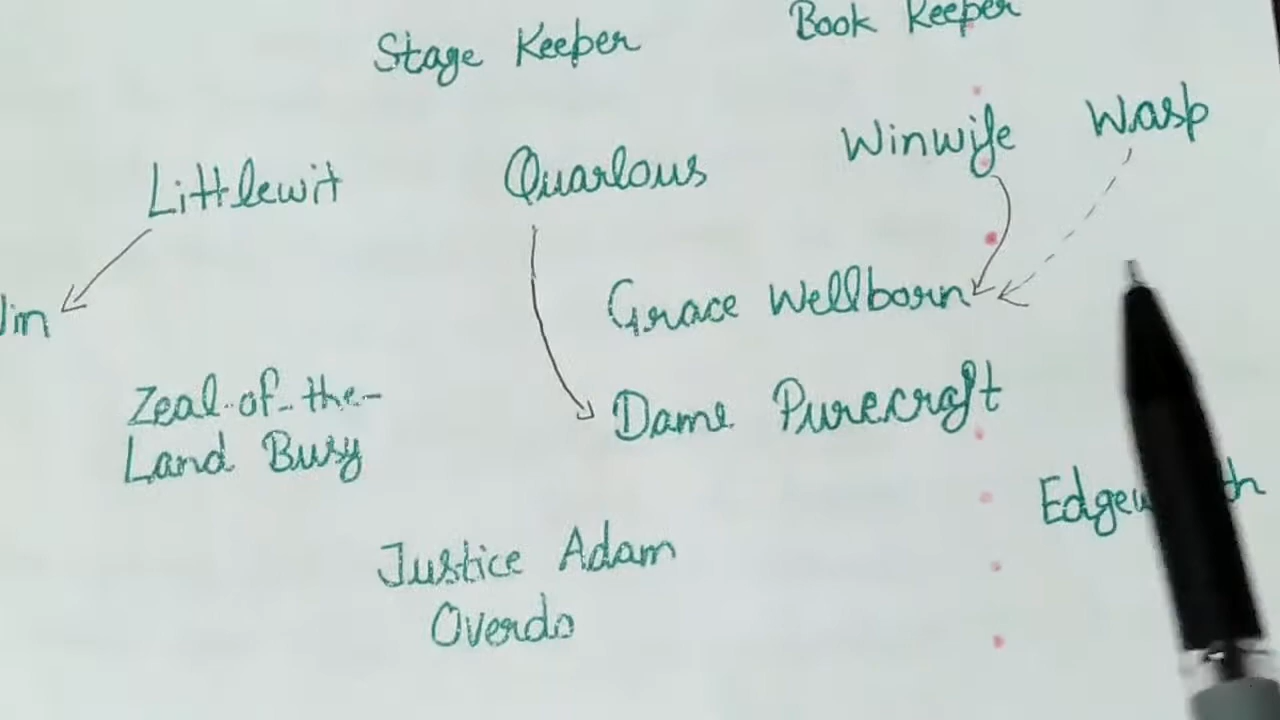 Stage Keeper
Book Keeper
Littlewit
Quarlous
Winwife
Wasp
Grace Wellborn
Zeal-of-the-
Land Busy
Dame Purecraft
Justice Adam
Overdo